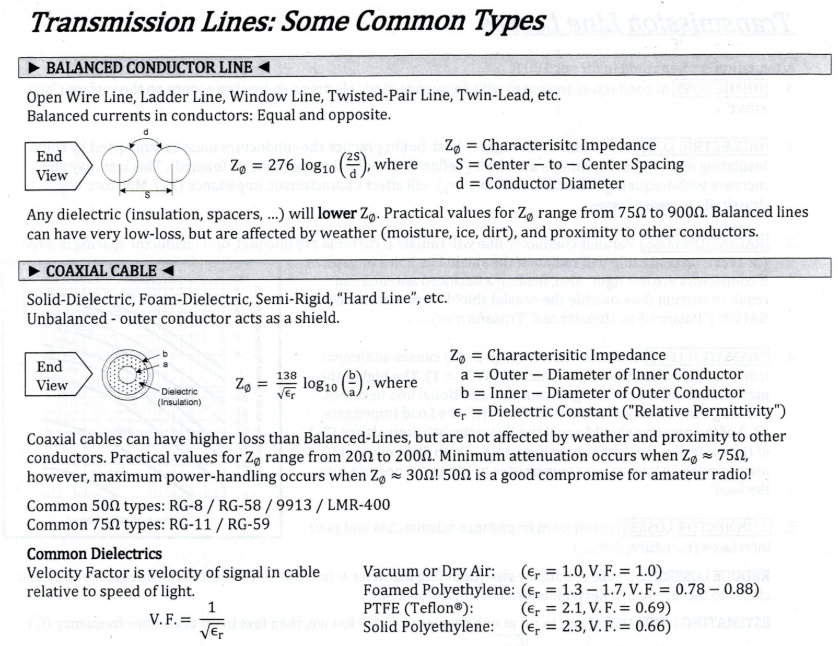 Transmission Lines: Some Common Types
▶ BALANCED CONDUCTOR LINE ◀
Open Wire Line, Ladder Line, Window Line, Twisted-Pair Line, Twin-Lead, etc.
Balanced currents in conductors: Equal and opposite.
End
View
d
S
Z∅ = 276 log₁₀ (2S/d), where
Z∅ = Characterisitc Impedance
S = Center − to − Center Spacing
d = Conductor Diameter
Any dielectric (insulation, spacers, ...) will lower Z∅. Practical values for Z∅ range from 75Ω to 900Ω. Balanced lines
can have very low-loss, but are affected by weather (moisture, ice, dirt), and proximity to other conductors.
▶ COAXIAL CABLE ◀
Solid-Dielectric, Foam-Dielectric, Semi-Rigid, "Hard Line", etc.
Unbalanced - outer conductor acts as a shield.
End
View
b
a
Dielectric
(Insulation)
Z∅ = 138/√ϵr log₁₀ (b/a), where
Z∅ = Characterisitic Impedance
a = Outer − Diameter of Inner Conductor
b = Inner − Diameter of Outer Conductor
ϵr = Dielectric Constant ("Relative Permittivity")
Coaxial cables can have higher loss than Balanced-Lines, but are not affected by weather and proximity to other
conductors. Practical values for Z∅ range from 20Ω to 200Ω. Minimum attenuation occurs when Z∅ ≈ 75Ω,
however, maximum power-handling occurs when Z∅ ≈ 30Ω! 50Ω is a good compromise for amateur radio!
Common 50Ω types: RG-8 / RG-58 / 9913 / LMR-400
Common 75Ω types: RG-11 / RG-59
Common Dielectrics
Velocity Factor is velocity of signal in cable
relative to speed of light.
V.F. = 1/√ϵr
Vacuum or Dry Air: (ϵr = 1.0, V.F. = 1.0)
Foamed Polyethylene: (ϵr = 1.3 − 1.7, V.F. = 0.78 − 0.88)
PTFE (Teflon®): (ϵr = 2.1, V.F. = 0.69)
Solid Polyethylene: (ϵr = 2.3, V.F. = 0.66)